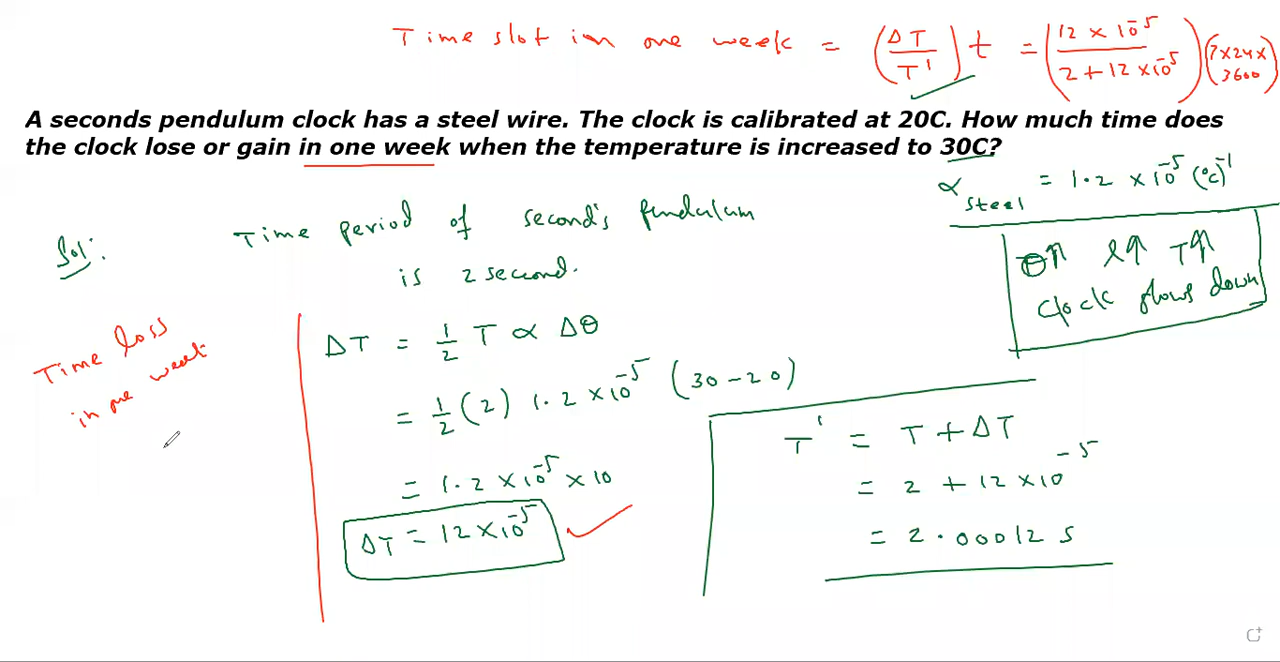 Time slot in one week = (ΔT/T') t = (12 × 10⁻⁵ / 2 + 12 × 10⁻⁵) (7×24× 3600)
A seconds pendulum clock has a steel wire. The clock is calibrated at 20C. How much time does
the clock lose or gain in one week when the temperature is increased to 30C?
α steel = 1.2 × 10⁻⁵ (°C)⁻¹
Sol:
Time period of second's pendulum
is 2 second.
θ↑ l↑ T↑
Clock slows down
Time loss
in one week
ΔT = 1/2 T α Δθ
= 1/2 (2) 1.2 × 10⁻⁵ (30 - 20)
= 1.2 × 10⁻⁵ × 10
ΔT = 12 × 10⁻⁵
T' = T + ΔT
= 2 + 12 × 10⁻⁵
= 2.00012 s